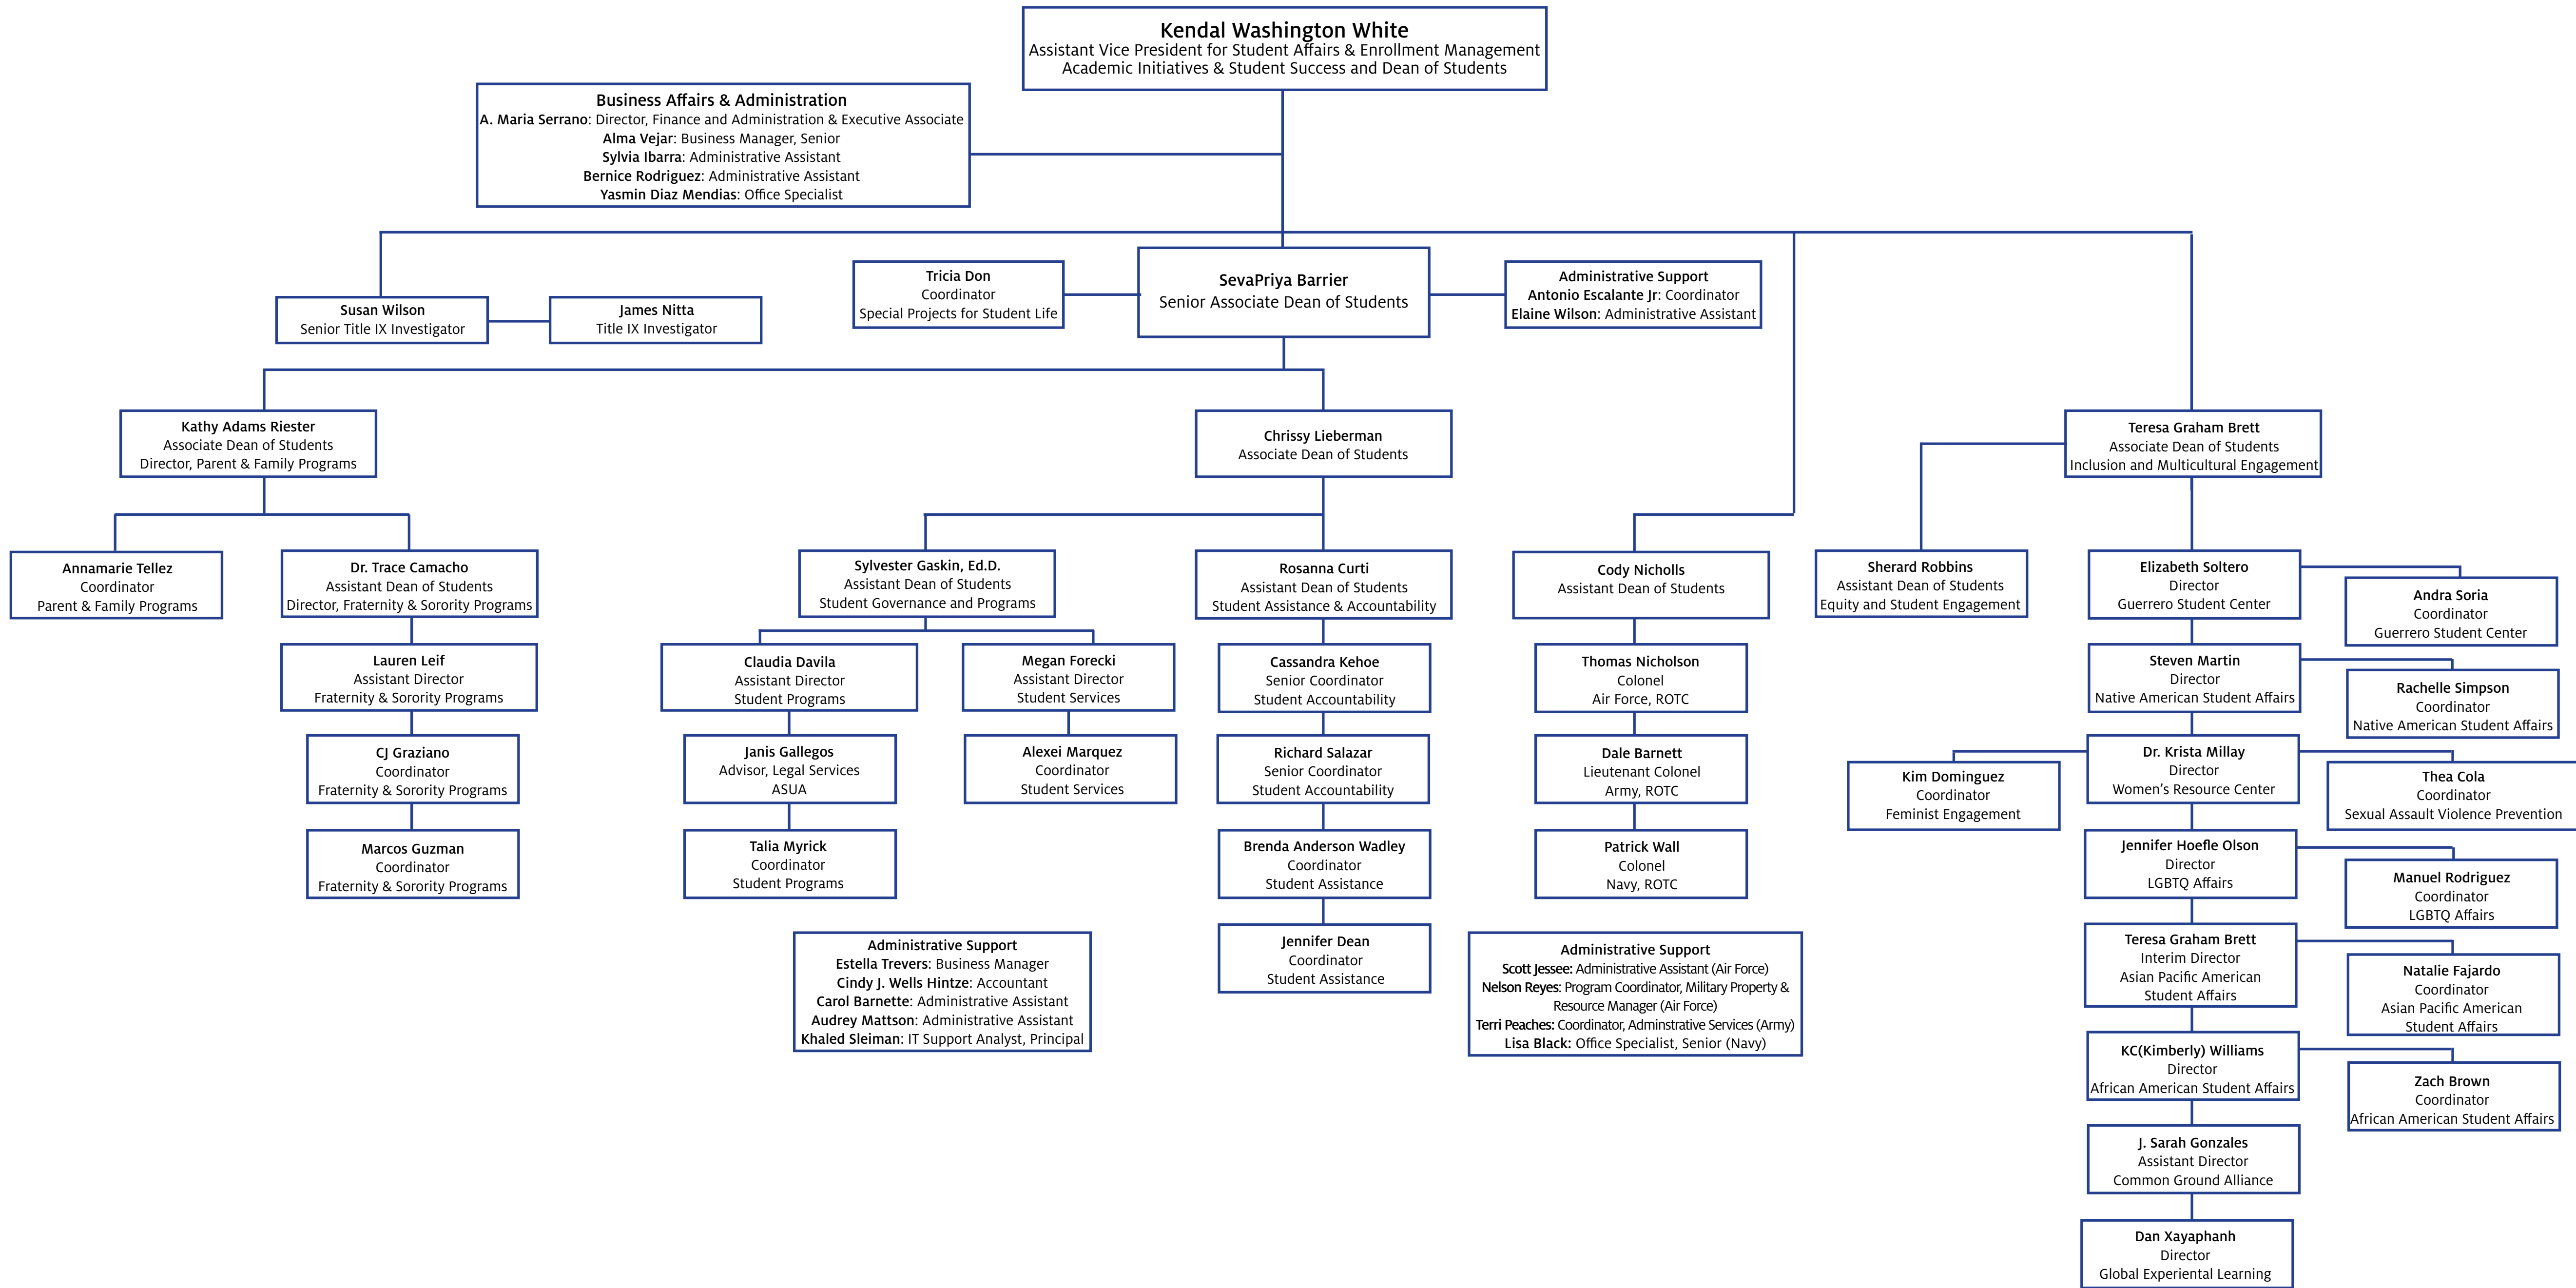 Kendal Washington White
Assistant Vice President for Student Affairs & Enrollment Management
Academic Initiatives & Student Success and Dean of Students
Business Affairs & Administration
A. Maria Serrano: Director, Finance and Administration & Executive Associate
Alma Vejar: Business Manager, Senior
Sylvia Ibarra: Administrative Assistant
Bernice Rodriguez: Administrative Assistant
Yasmin Diaz Mendias: Office Specialist
Susan Wilson
Senior Title IX Investigator
James Nitta
Title IX Investigator
Tricia Don
Coordinator
Special Projects for Student Life
SevaPriya Barrier
Senior Associate Dean of Students
Administrative Support
Antonio Escalante Jr: Coordinator
Elaine Wilson: Administrative Assistant
Kathy Adams Riester
Associate Dean of Students
Director, Parent & Family Programs
Chrissy Lieberman
Associate Dean of Students
Teresa Graham Brett
Associate Dean of Students
Inclusion and Multicultural Engagement
Annamarie Tellez
Coordinator
Parent & Family Programs
Dr. Trace Camacho
Assistant Dean of Students
Director, Fraternity & Sorority Programs
Lauren Leif
Assistant Director
Fraternity & Sorority Programs
CJ Graziano
Coordinator
Fraternity & Sorority Programs
Marcos Guzman
Coordinator
Fraternity & Sorority Programs
Sylvester Gaskin, Ed.D.
Assistant Dean of Students
Student Governance and Programs
Claudia Davila
Assistant Director
Student Programs
Janis Gallegos
Advisor, Legal Services
ASUA
Talia Myrick
Coordinator
Student Programs
Megan Forecki
Assistant Director
Student Services
Alexei Marquez
Coordinator
Student Services
Administrative Support
Estella Trevers: Business Manager
Cindy J. Wells Hintze: Accountant
Carol Barnette: Administrative Assistant
Audrey Mattson: Administrative Assistant
Khaled Sleiman: IT Support Analyst, Principal
Rosanna Curti
Assistant Dean of Students
Student Assistance & Accountability
Cassandra Kehoe
Senior Coordinator
Student Accountability
Richard Salazar
Senior Coordinator
Student Accountability
Brenda Anderson Wadley
Coordinator
Student Assistance
Jennifer Dean
Coordinator
Student Assistance
Cody Nicholls
Assistant Dean of Students
Thomas Nicholson
Colonel
Air Force, ROTC
Dale Barnett
Lieutenant Colonel
Army, ROTC
Patrick Wall
Colonel
Navy, ROTC
Administrative Support
Scott Jessee: Administrative Assistant (Air Force)
Nelson Reyes: Program Coordinator, Military Property &
Resource Manager (Air Force)
Terri Peaches: Coordinator, Adminstrative Services (Army)
Lisa Black: Office Specialist, Senior (Navy)
Sherard Robbins
Assistant Dean of Students
Equity and Student Engagement
Elizabeth Soltero
Director
Guerrero Student Center
Andra Soria
Coordinator
Guerrero Student Center
Steven Martin
Director
Native American Student Affairs
Rachelle Simpson
Coordinator
Native American Student Affairs
Kim Dominguez
Coordinator
Feminist Engagement
Dr. Krista Millay
Director
Women's Resource Center
Thea Cola
Coordinator
Sexual Assault Violence Prevention
Jennifer Hoefle Olson
Director
LGBTQ Affairs
Manuel Rodriguez
Coordinator
LGBTQ Affairs
Teresa Graham Brett
Interim Director
Asian Pacific American
Student Affairs
Natalie Fajardo
Coordinator
Asian Pacific American
Student Affairs
KC(Kimberly) Williams
Director
African American Student Affairs
Zach Brown
Coordinator
African American Student Affairs
J. Sarah Gonzales
Assistant Director
Common Ground Alliance
Dan Xayaphanh
Director
Global Experiental Learning